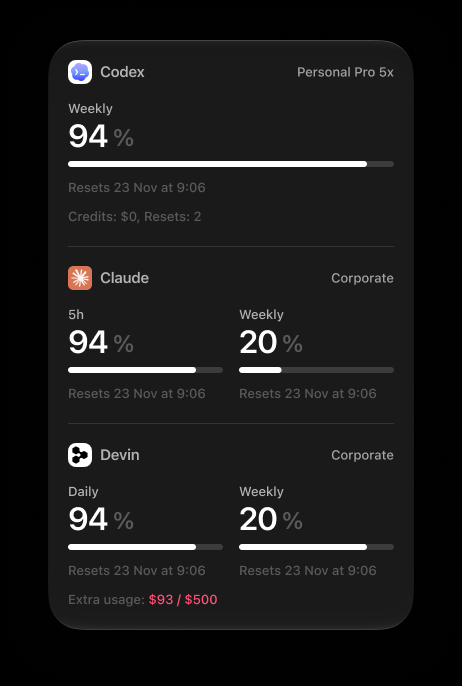 Codex Personal Pro 5x
Weekly
94 %
Resets 23 Nov at 9:06
Credits: $0, Resets: 2
Claude Corporate
5h Weekly
94 % 20 %
Resets 23 Nov at 9:06 Resets 23 Nov at 9:06
Devin Corporate
Daily Weekly
94 % 20 %
Resets 23 Nov at 9:06 Resets 23 Nov at 9:06
Extra usage: $93 / $500